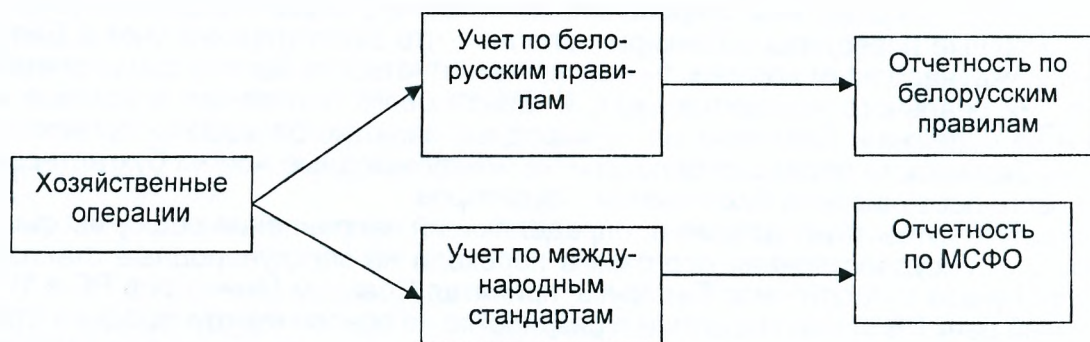 Учет по бело-
русским прави-
лам
Отчетность по
белорусским
правилам
Хозяйственные
операции
Учет по между-
народным
стандартам
Отчетность
по МСФО